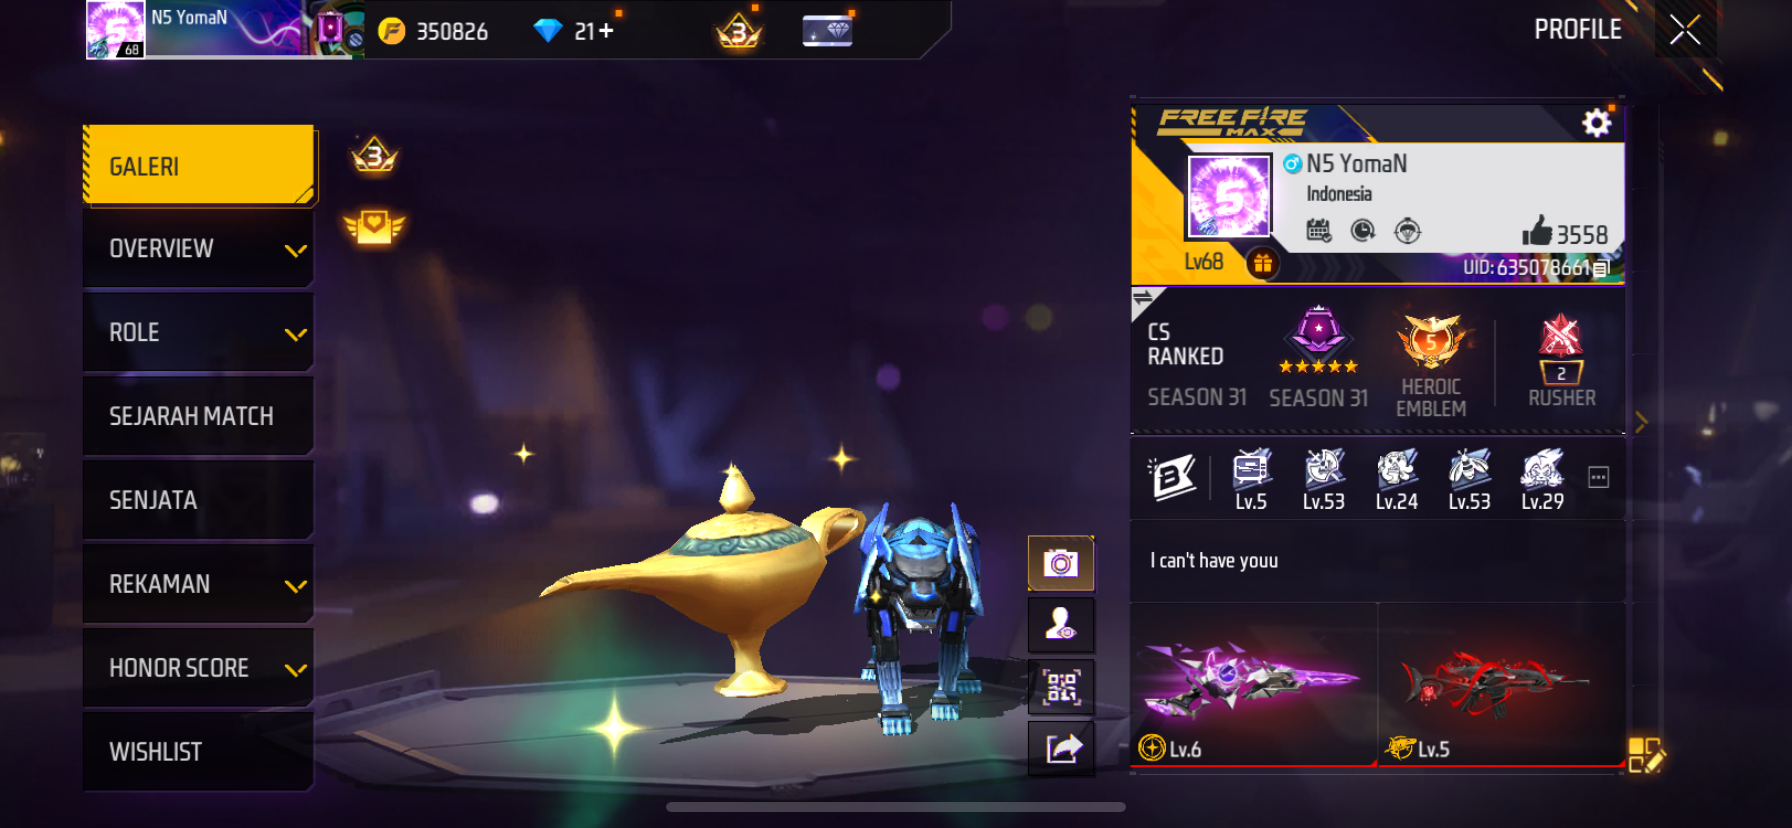 N5 YomaN
68
350826
21+
3
PROFILE
GALERI
OVERVIEW
ROLE
SEJARAH MATCH
SENJATA
REKAMAN
HONOR SCORE
WISHLIST
3
FREE FIRE
MAX
5
N5 YomaN
Indonesia
3558
Lv68
UID: 635078661
CS
RANKED
SEASON 31
SEASON 31
5
HEROIC
EMBLEM
2
RUSHER
B
Lv.5
Lv.53
Lv.24
Lv.53
Lv.29
I can't have youu
Lv.6
Lv.5